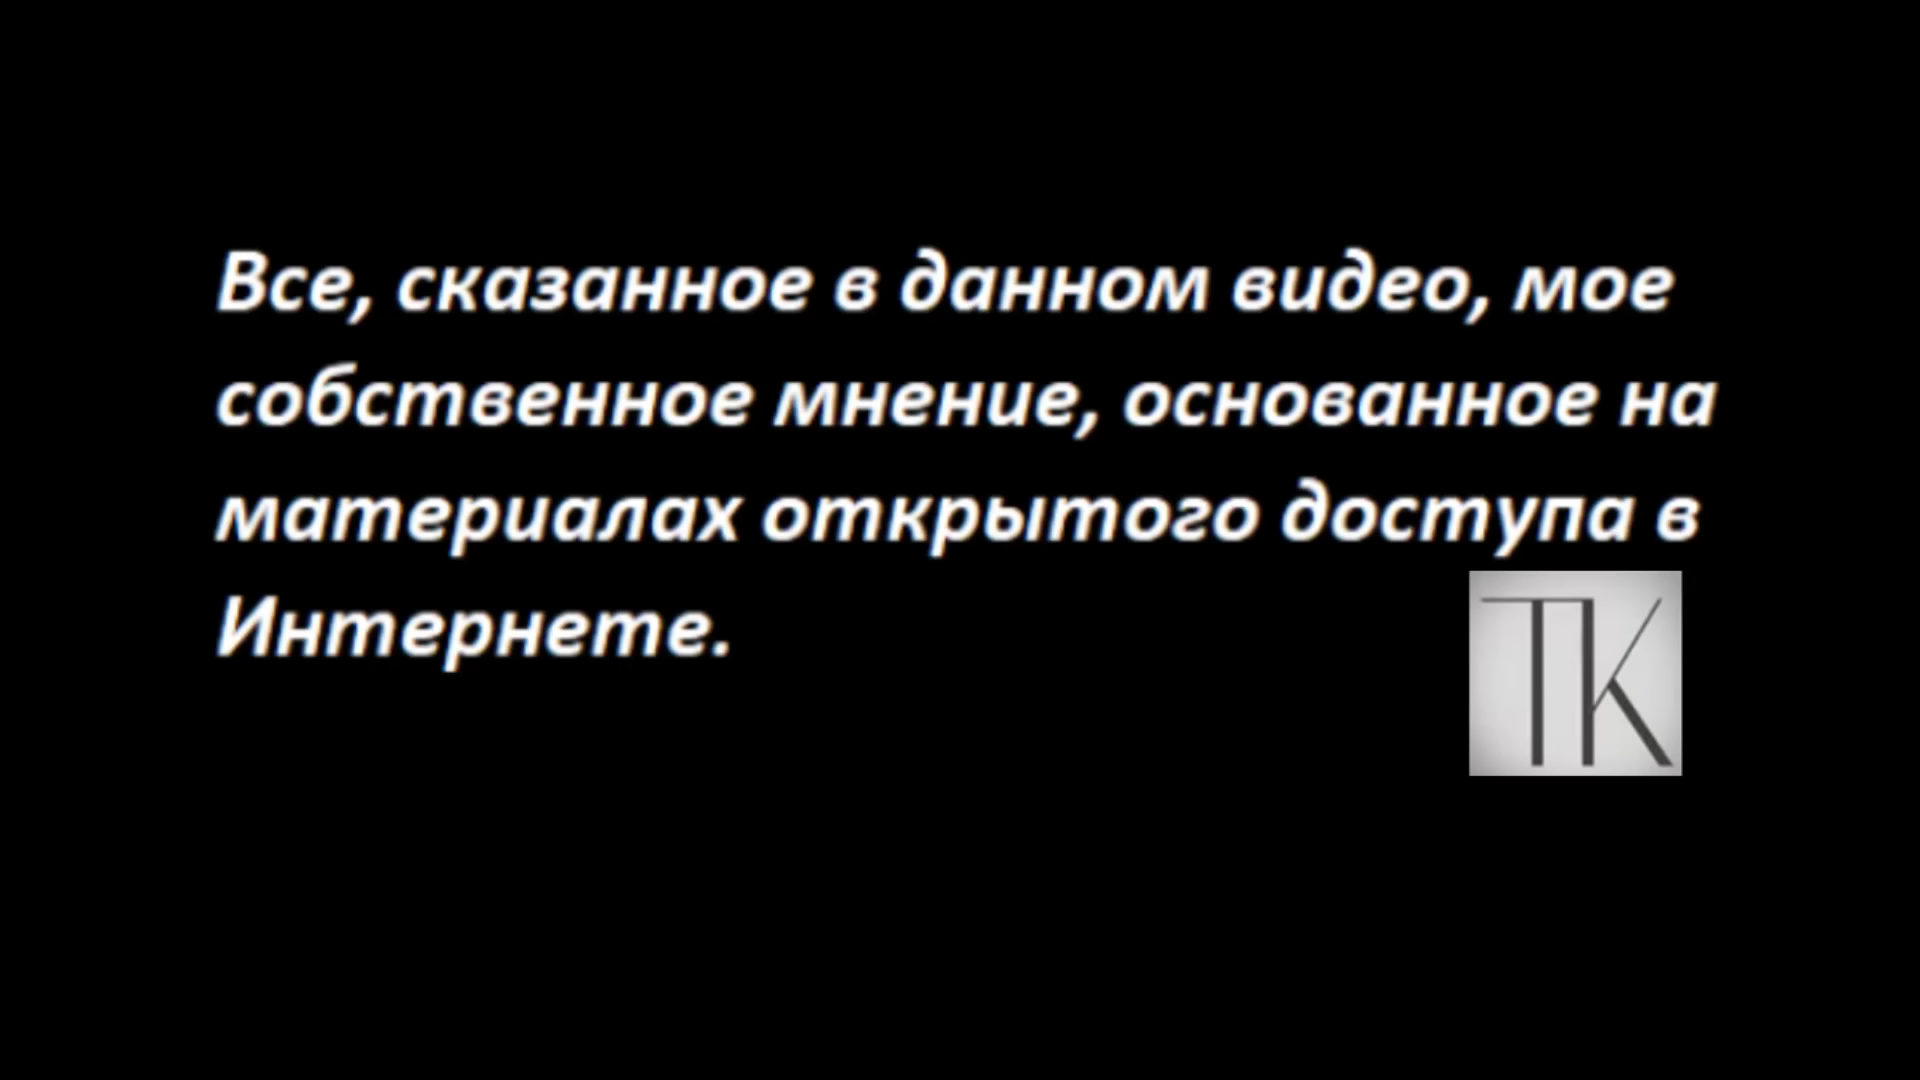 Все, сказанное в данном видео, мое
собственное мнение, основанное на
материалах открытого доступа в
Интернете.
TK